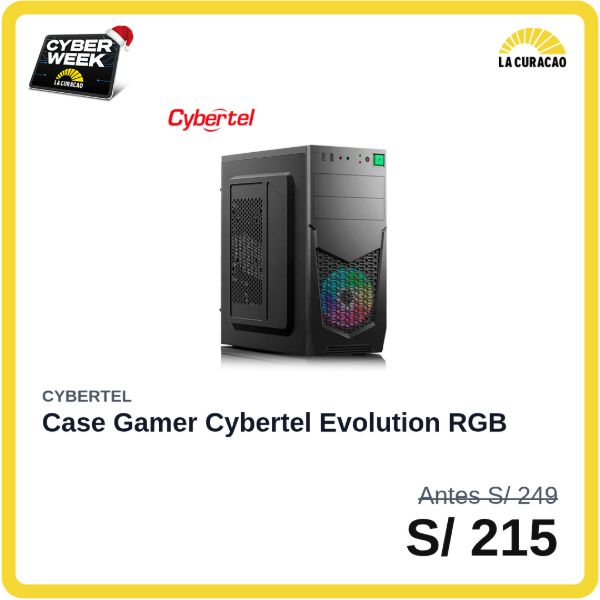 CYBER
WEEK
LA CURACAO
LA CURACAO
Cybertel
CYBERTEL
Case Gamer Cybertel Evolution RGB
Antes S/ 249
S/ 215